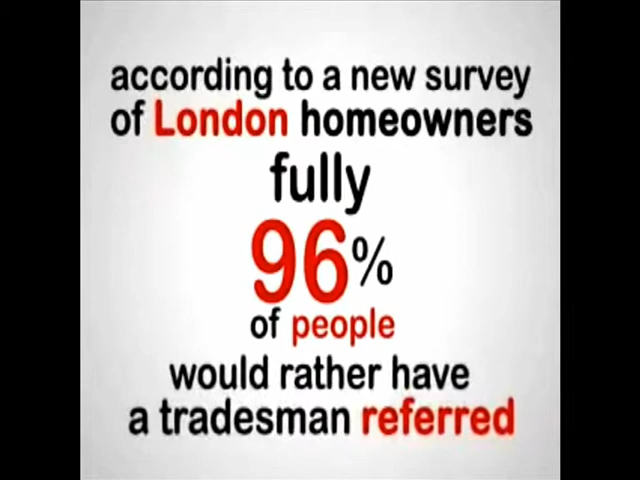 according to a new survey
of London homeowners
fully
96%
of people
would rather have
a tradesman referred